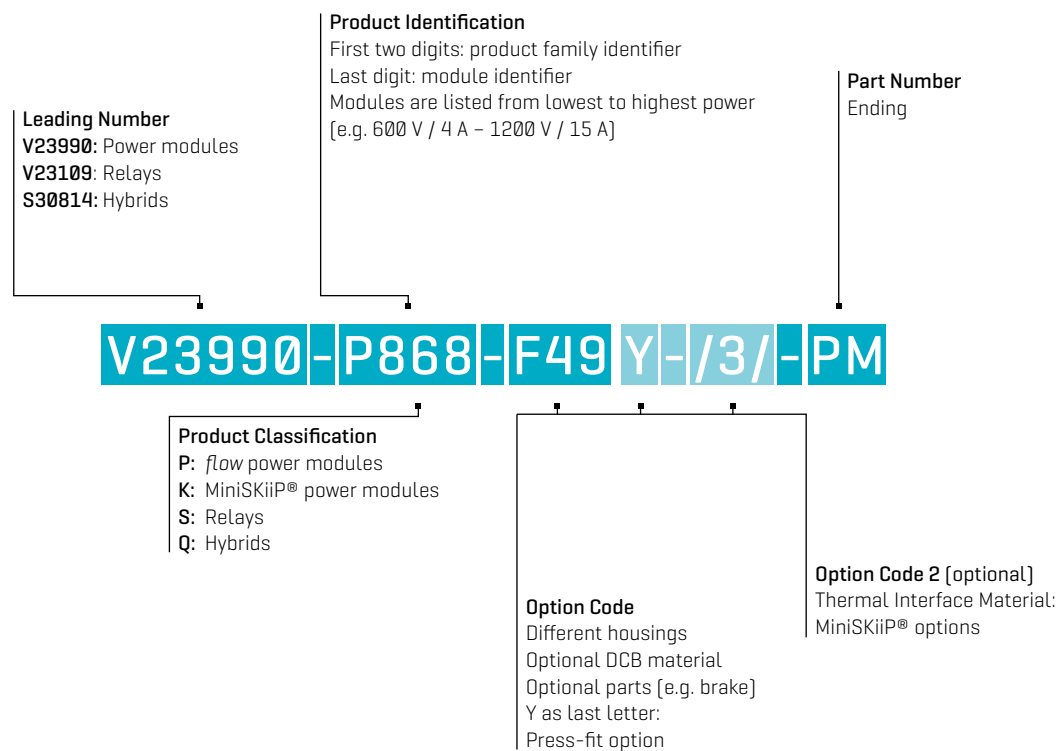 Product Identification
First two digits: product family identifier
Last digit: module identifier
Modules are listed from lowest to highest power
(e.g. 600 V / 4 A – 1200 V / 15 A)
Part Number
Ending
Leading Number
V23990: Power modules
V23109: Relays
S30814: Hybrids
V23990-P868-F49 Y-/3/-PM
Product Classification
P: flow power modules
K: MiniSKiiP® power modules
S: Relays
Q: Hybrids
Option Code
Different housings
Optional DCB material
Optional parts (e.g. brake)
Y as last letter:
Press-fit option
Option Code 2 (optional)
Thermal Interface Material:
MiniSKiiP® options